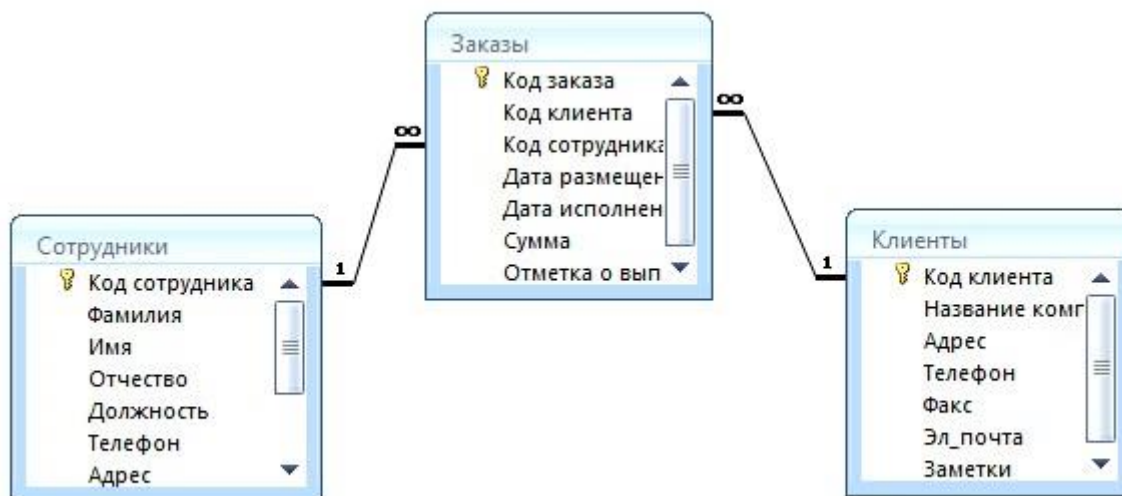 Заказы
Код заказа
Код клиента
Код сотрудника
Дата размещен
Дата исполнен
Сумма
Отметка о вып
∞
∞
1
1
Сотрудники
Код сотрудника
Фамилия
Имя
Отчество
Должность
Телефон
Адрес
Клиенты
Код клиента
Название комп
Адрес
Телефон
Факс
Эл_почта
Заметки